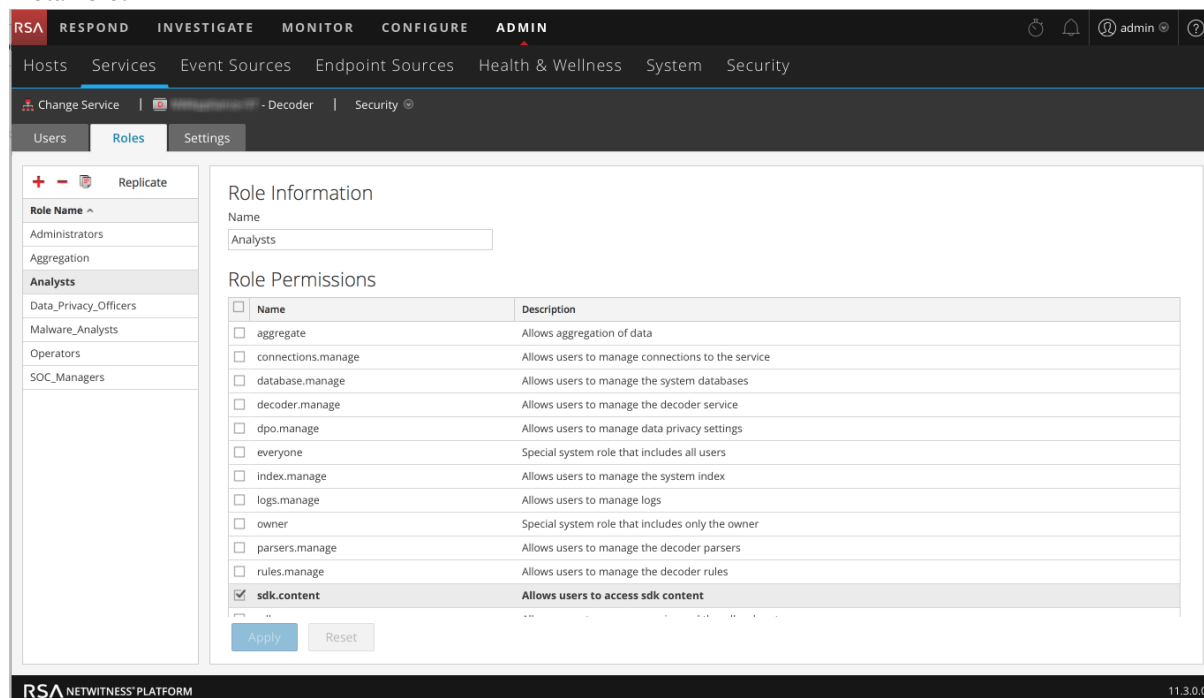 RSA RESPOND INVESTIGATE MONITOR CONFIGURE ADMIN admin ?
Hosts Services Event Sources Endpoint Sources Health & Wellness System Security
Change Service | D - Decoder | Security
Users Roles Settings
Replicate
Role Name
Administrators
Aggregation
Analysts
Data_Privacy_Officers
Malware_Analysts
Operators
SOC_Managers
Role Information
Name
Analysts
Role Permissions
Name Description
aggregate Allows aggregation of data
connections.manage Allows users to manage connections to the service
database.manage Allows users to manage the system databases
decoder.manage Allows users to manage the decoder service
dpo.manage Allows users to manage data privacy settings
everyone Special system role that includes all users
index.manage Allows users to manage the system index
logs.manage Allows users to manage logs
owner Special system role that includes only the owner
parsers.manage Allows users to manage the decoder parsers
rules.manage Allows users to manage the decoder rules
sdk.content Allows users to access sdk content
Apply Reset
RSA NETWITNESS® PLATFORM 11.3.0.